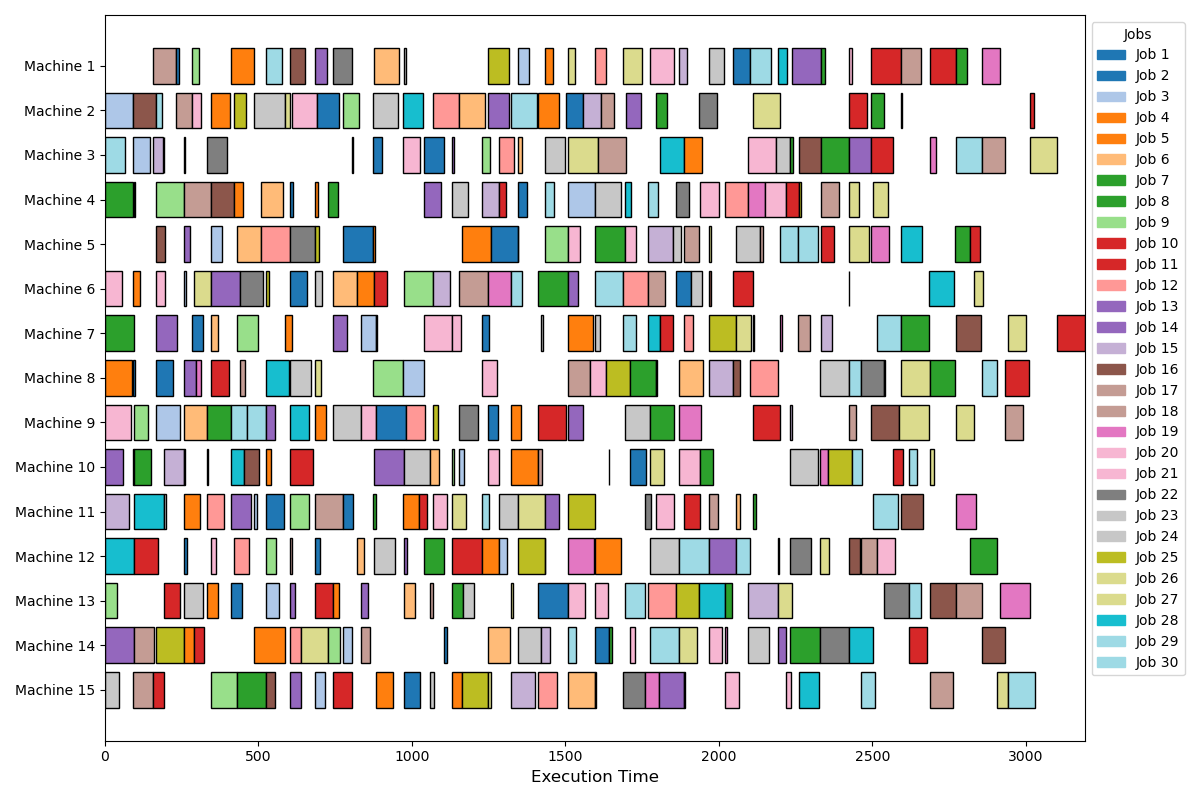 Machine 1
Machine 2
Machine 3
Machine 4
Machine 5
Machine 6
Machine 7
Machine 8
Machine 9
Machine 10
Machine 11
Machine 12
Machine 13
Machine 14
Machine 15
0 500 1000 1500 2000 2500 3000
Execution Time
Jobs
Job 1
Job 2
Job 3
Job 4
Job 5
Job 6
Job 7
Job 8
Job 9
Job 10
Job 11
Job 12
Job 13
Job 14
Job 15
Job 16
Job 17
Job 18
Job 19
Job 20
Job 21
Job 22
Job 23
Job 24
Job 25
Job 26
Job 27
Job 28
Job 29
Job 30